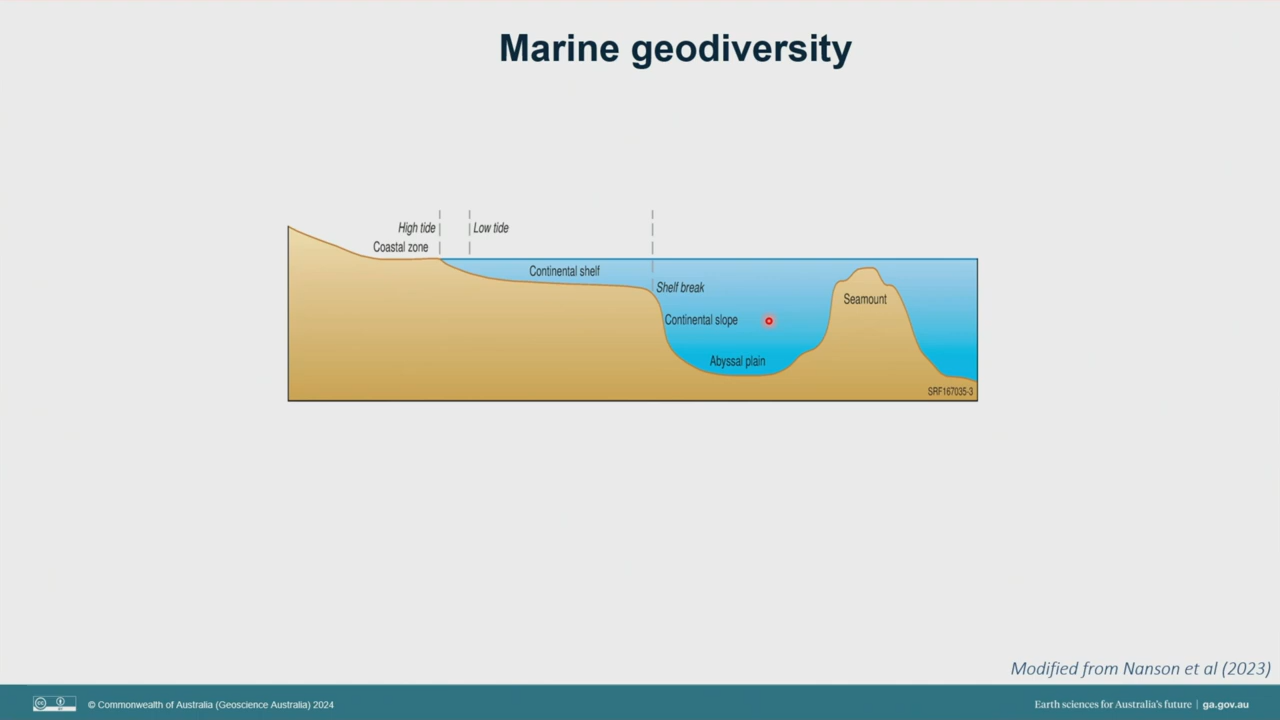 Marine geodiversity
High tide
Low tide
Coastal zone
Continental shelf
Shelf break
Continental slope
Seamount
Abyssal plain
SRF167035-3
Modified from Nanson et al (2023)
© Commonwealth of Australia (Geoscience Australia) 2024
Earth sciences for Australia's future | ga.gov.au